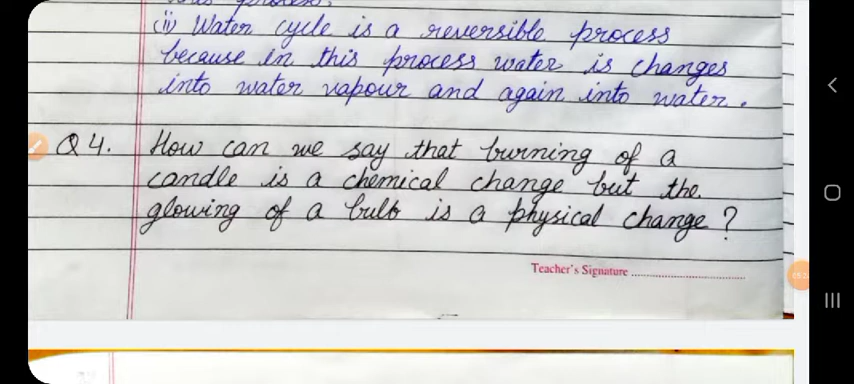 (ii) Water cycle is a reversible process
because in this process water is changes
into water vapour and again into water.
Q 4. How can we say that burning of a
candle is a chemical change but the
glowing of a bulb is a physical change?
Teacher's Signature ..............................